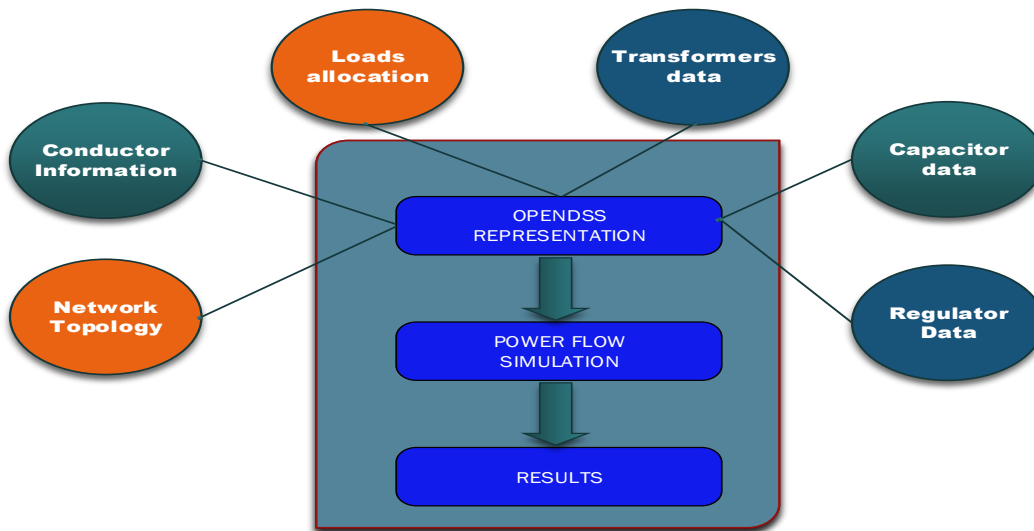 Loads
allocation
Transformers
data
Conductor
Information
Capacitor
data
OPENDSS
REPRESENTATION
Network
Topology
Regulator
Data
POWER FLOW
SIMULATION
RESULTS